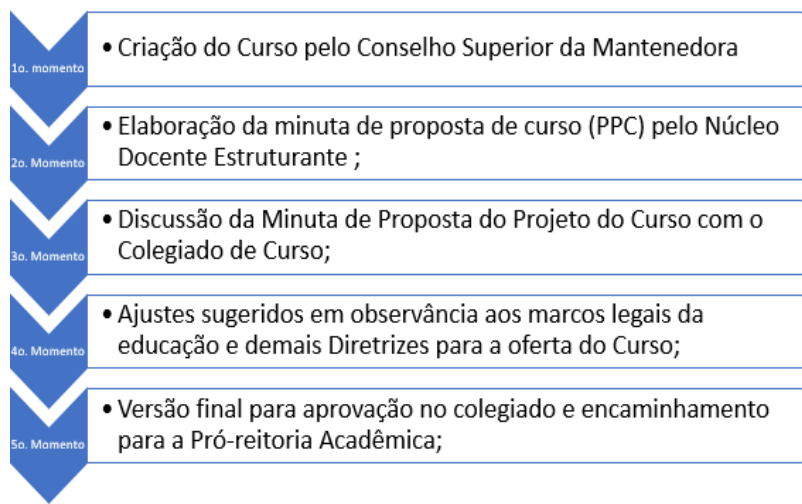 1o. momento
• Criação do Curso pelo Conselho Superior da Mantenedora
2o. Momento
• Elaboração da minuta de proposta de curso (PPC) pelo Núcleo
Docente Estruturante ;
3o. Momento
• Discussão da Minuta de Proposta do Projeto do Curso com o
Colegiado de Curso;
4o. Momento
• Ajustes sugeridos em observância aos marcos legais da
educação e demais Diretrizes para a oferta do Curso;
5o. Momento
• Versão final para aprovação no colegiado e encaminhamento
para a Pró-reitoria Acadêmica;